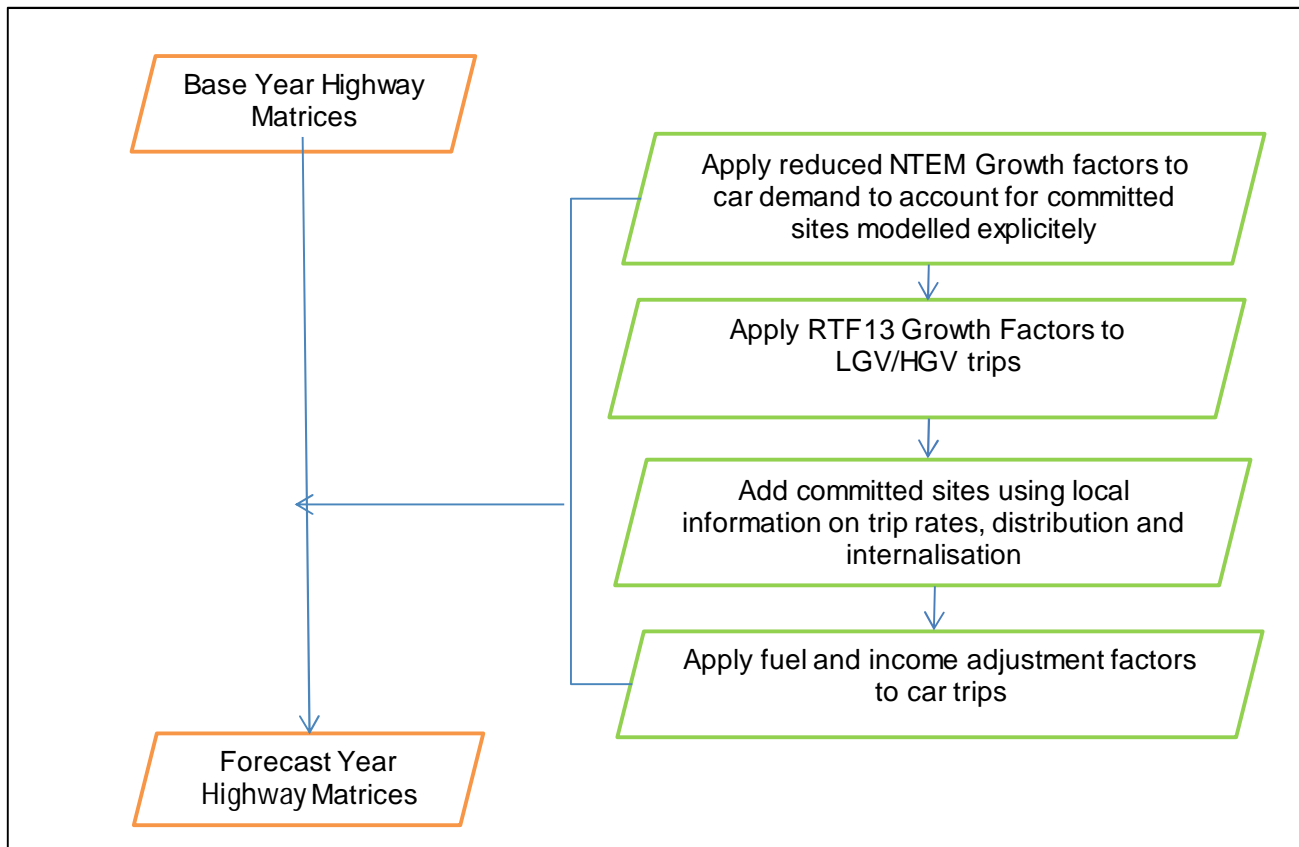 Base Year Highway
Matrices
Apply reduced NTEM Growth factors to
car demand to account for committed
sites modelled explicitely
Apply RTF13 Growth Factors to
LGV/HGV trips
Add committed sites using local
information on trip rates, distribution and
internalisation
Apply fuel and income adjustment factors
to car trips
Forecast Year
Highway Matrices